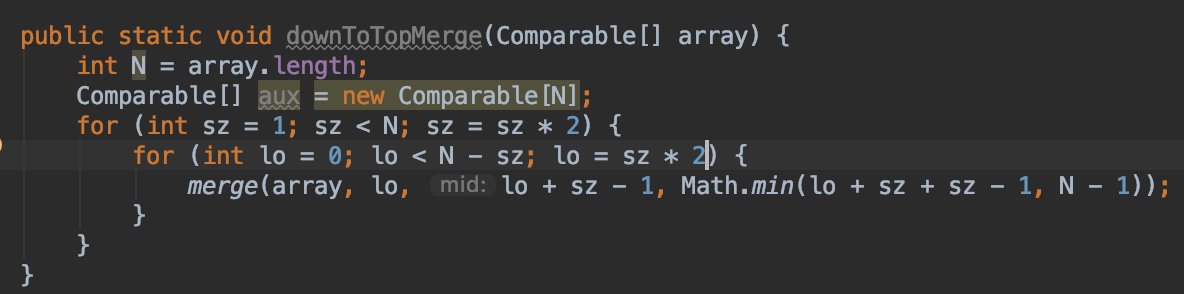 public static void downToTopMerge(Comparable[] array) {
    int N = array.length;
    Comparable[] aux = new Comparable[N];
    for (int sz = 1; sz < N; sz = sz * 2) {
        for (int lo = 0; lo < N - sz; lo = sz * 2) {
            merge(array, lo, mid: lo + sz - 1, Math.min(lo + sz + sz - 1, N - 1));
        }
    }
}